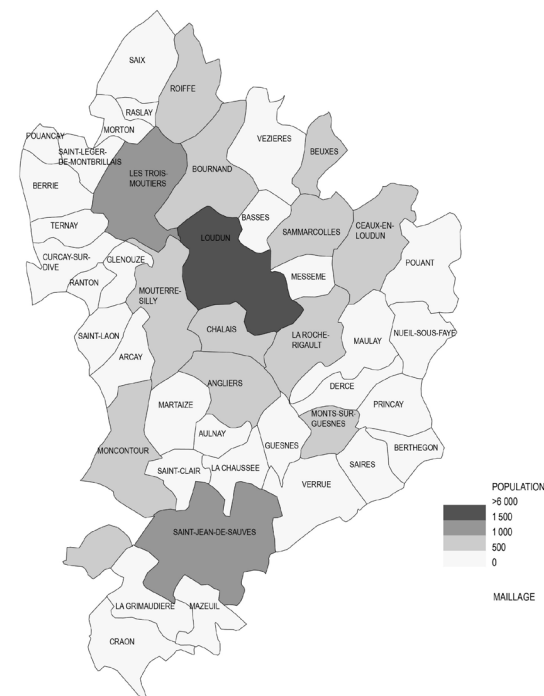 SAIX
ROIFFE
RASLAY
MORTON
POUANCAY
SAINT-LEGER-
DE-MONTBRILLAIS
VEZIERES
BEUXES
BERRIE
LES TROIS-
MOUTIERS
BOURNAND
TERNAY
BASSES
LOUDUN
SAMMARCOLLES
CEAUX-EN-
LOUDUN
CURCAY-SUR-
DIVE
GLENOUZE
POUANT
RANTON
MOUTERRE-
SILLY
MESSEME
SAINT-LAON
ARCAY
CHALAIS
LA ROCHE-
RIGAULT
MAULAY
NUEIL-SOUS-FAYE
ANGLIERS
DERCE
MARTAIZE
MONTS-SUR-
GUESNES
PRINCAY
AULNAY
GUESNES
MONCONTOUR
BERTHEGON
SAINT-CLAIR
LA CHAUSSEE
SAIRES
VERRUE
SAINT-JEAN-DE-SAUVES
LA GRIMAUDIERE
MAZEUIL
CRAON
POPULATION
>6 000
1 500
1 000
500
0
MAILLAGE